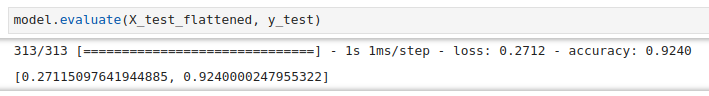 model.evaluate(X_test_flattened, y_test)
313/313 [==============================] - 1s 1ms/step - loss: 0.2712 - accuracy: 0.9240
[0.27115097641944885, 0.9240000247955322]